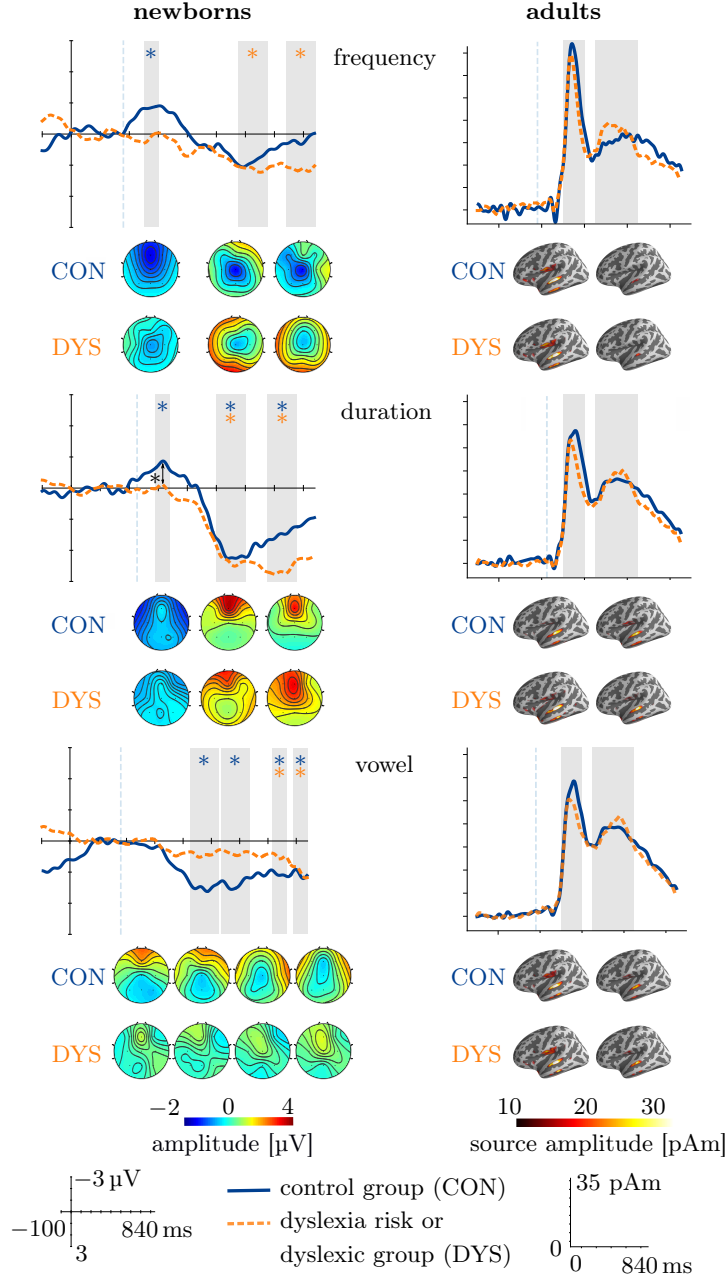 newborns adults
* * *
frequency
CON CON
DYS DYS
* * *
* *
duration
*
CON CON
DYS DYS
* * * *
* *
vowel
CON CON
DYS DYS
−2 0 4 10 20 30
amplitude [µV] source amplitude [pAm]
−3 µV control group (CON) 35 pAm
−100 840 ms dyslexia risk or
3 dyslexic group (DYS) 0
0 840 ms